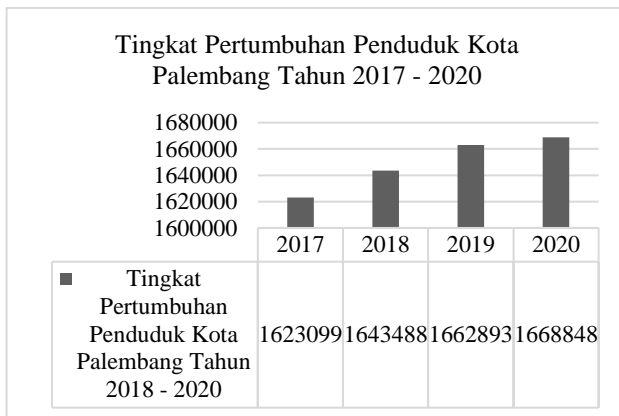 Tingkat Pertumbuhan Penduduk Kota
Palembang Tahun 2017 - 2020
1680000
1660000
1640000
1620000
1600000
2017 2018 2019 2020
Tingkat
Pertumbuhan
Penduduk Kota
Palembang Tahun
2018 - 2020
1623099 1643488 1662893 1668848